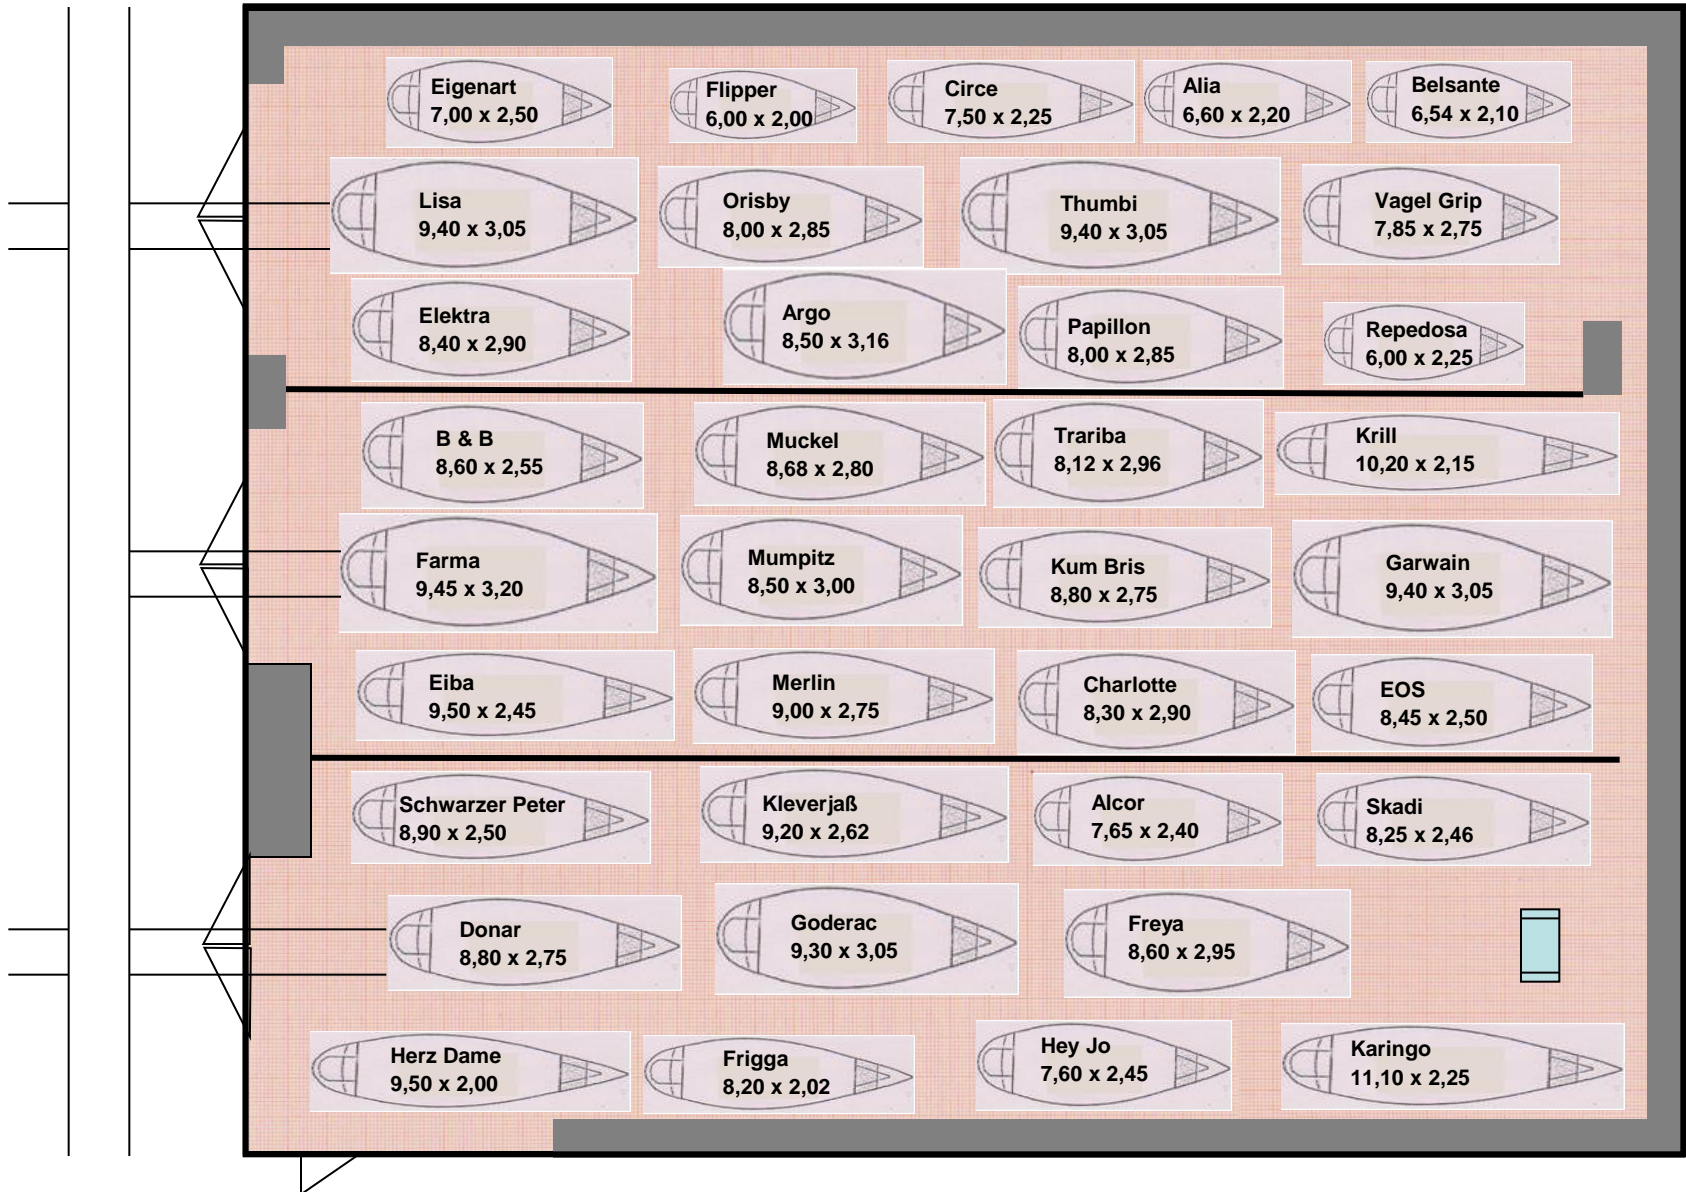 Eigenart
7,00 x 2,50
Flipper
6,00 x 2,00
Circe
7,50 x 2,25
Alia
6,60 x 2,20
Belsante
6,54 x 2,10
Lisa
9,40 x 3,05
Orisby
8,00 x 2,85
Thumbi
9,40 x 3,05
Vagel Grip
7,85 x 2,75
Elektra
8,40 x 2,90
Argo
8,50 x 3,16
Papillon
8,00 x 2,85
Repedosa
6,00 x 2,25
B & B
8,60 x 2,55
Muckel
8,68 x 2,80
Trariba
8,12 x 2,96
Krill
10,20 x 2,15
Farma
9,45 x 3,20
Mumpitz
8,50 x 3,00
Kum Bris
8,80 x 2,75
Garwain
9,40 x 3,05
Eiba
9,50 x 2,45
Merlin
9,00 x 2,75
Charlotte
8,30 x 2,90
EOS
8,45 x 2,50
Schwarzer Peter
8,90 x 2,50
Kleverjaß
9,20 x 2,62
Alcor
7,65 x 2,40
Skadi
8,25 x 2,46
Donar
8,80 x 2,75
Goderac
9,30 x 3,05
Freya
8,60 x 2,95
Herz Dame
9,50 x 2,00
Frigga
8,20 x 2,02
Hey Jo
7,60 x 2,45
Karingo
11,10 x 2,25